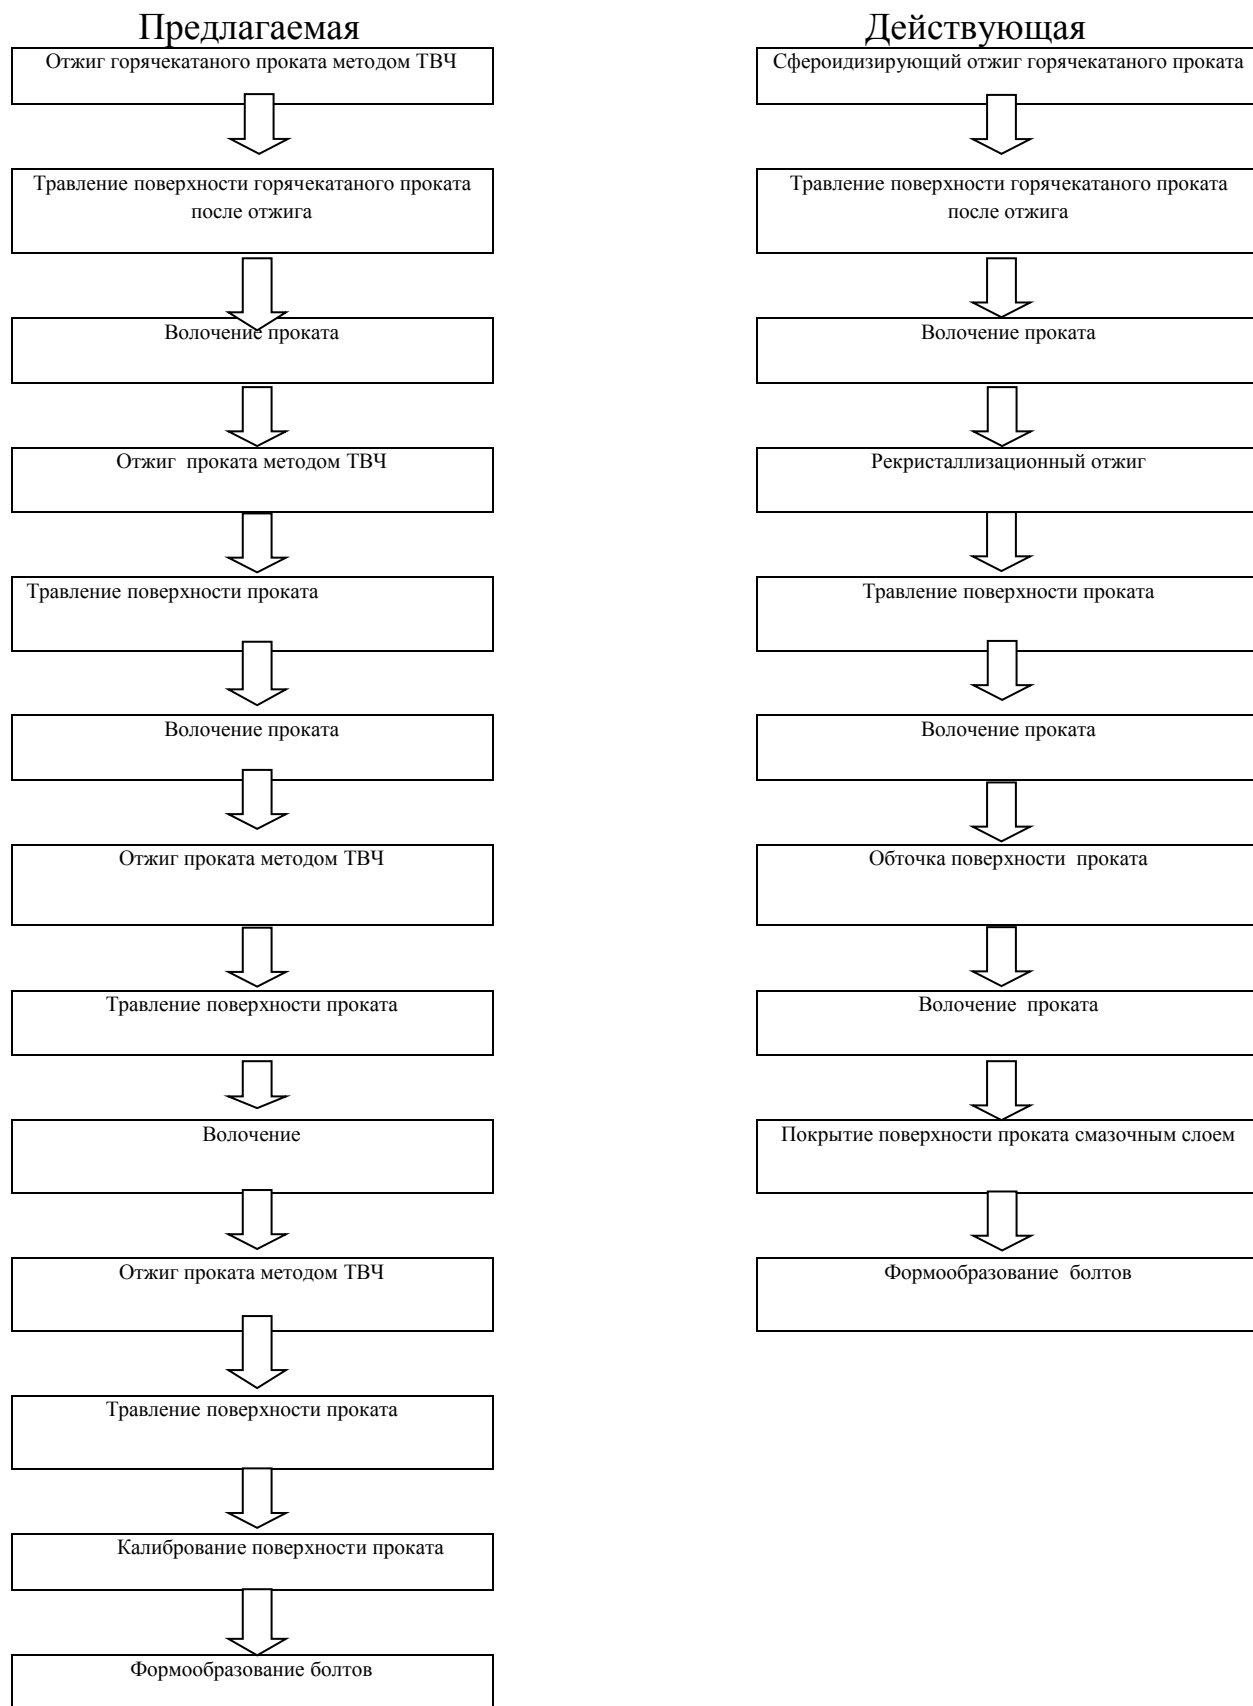 Предлагаемая
Отжиг горячекатаного проката методом ТВЧ
Травление поверхности горячекатаного проката
после отжига
Волочение проката
Отжиг проката методом ТВЧ
Травление поверхности проката
Волочение проката
Отжиг проката методом ТВЧ
Травление поверхности проката
Волочение
Отжиг проката методом ТВЧ
Травление поверхности проката
Калибрование поверхности проката
Формообразование болтов
Действующая
Сфероидизирующий отжиг горячекатаного проката
Травление поверхности горячекатаного проката
после отжига
Волочение проката
Рекристаллизационный отжиг
Травление поверхности проката
Волочение проката
Обточка поверхности проката
Волочение проката
Покрытие поверхности проката смазочным слоем
Формообразование болтов